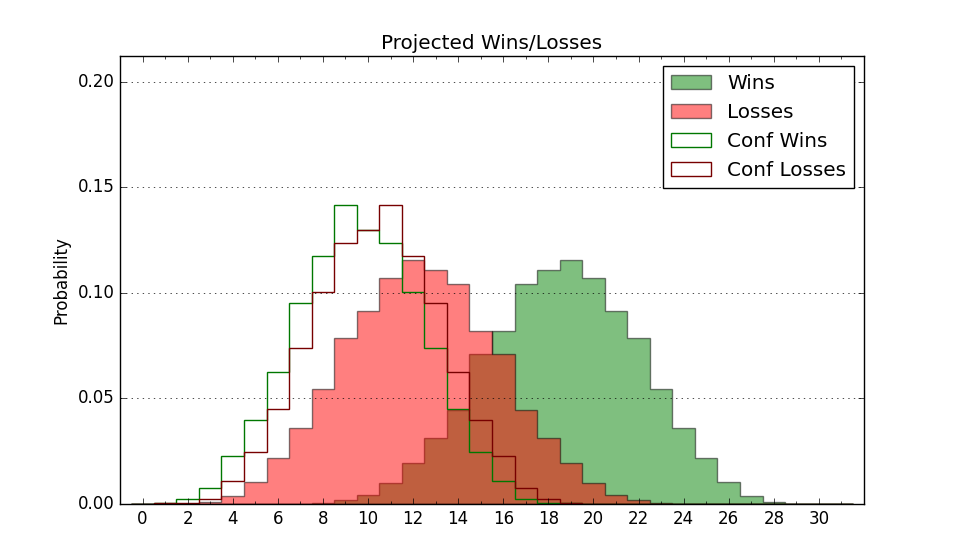 Projected Wins/Losses
0.20
0.15
0.10
0.05
0.00
Probability
Wins
Losses
Conf Wins
Conf Losses
0 2 4 6 8 10 12 14 16 18 20 22 24 26 28 30